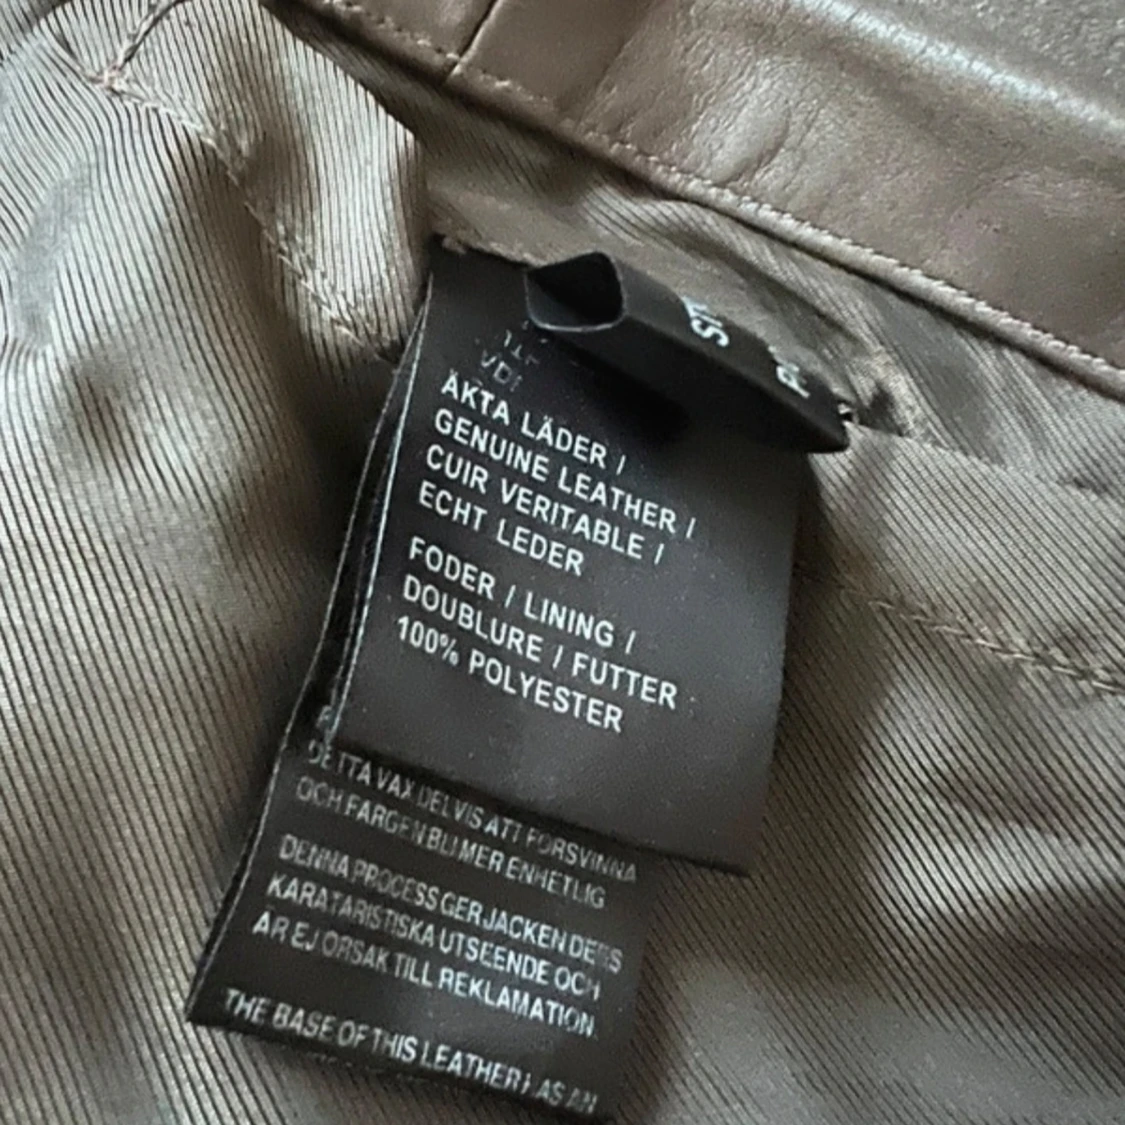 ÄKTA LÄDER /
GENUINE LEATHER /
CUIR VERITABLE /
ECHT LEDER
FODER / LINING /
DOUBLURE / FUTTER
100% POLYESTER
DETTA VAX DELVIS ATT FÖRSVINNA
OCH FÄRGEN BLI MER ENHETLIG
DENNA PROCESS GER JACKEN DETS
KARATÄRISTISKA UTSEENDE OCH
ÄR EJ ORSAK TILL REKLAMATION.
THE BASE OF THIS LEATHER HAS AN